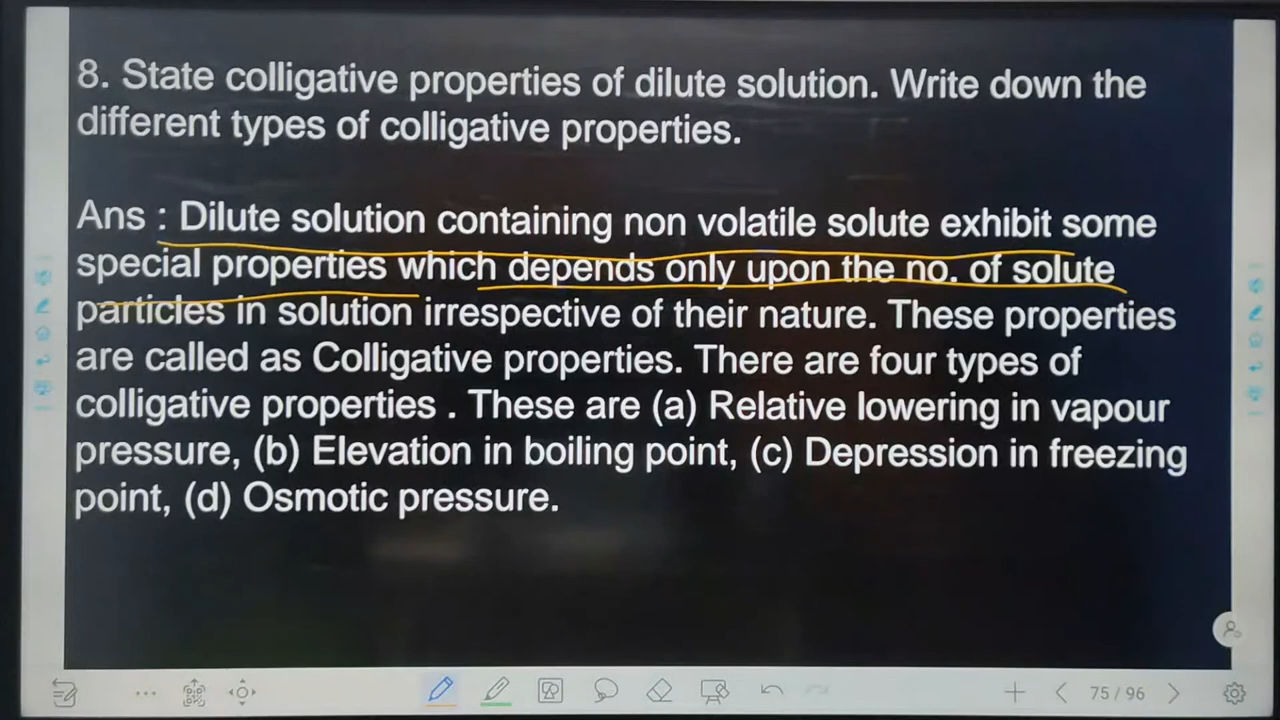 8. State colligative properties of dilute solution. Write down the
different types of colligative properties.
Ans : Dilute solution containing non volatile solute exhibit some
special properties which depends only upon the no. of solute
particles in solution irrespective of their nature. These properties
are called as Colligative properties. There are four types of
colligative properties . These are (a) Relative lowering in vapour
pressure, (b) Elevation in boiling point, (c) Depression in freezing
point, (d) Osmotic pressure.
75 / 96